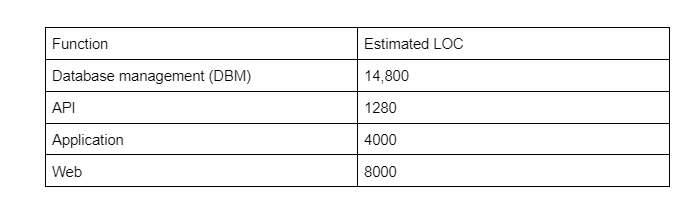 Function Estimated LOC
Database management (DBM) 14,800
API 1280
Application 4000
Web 8000